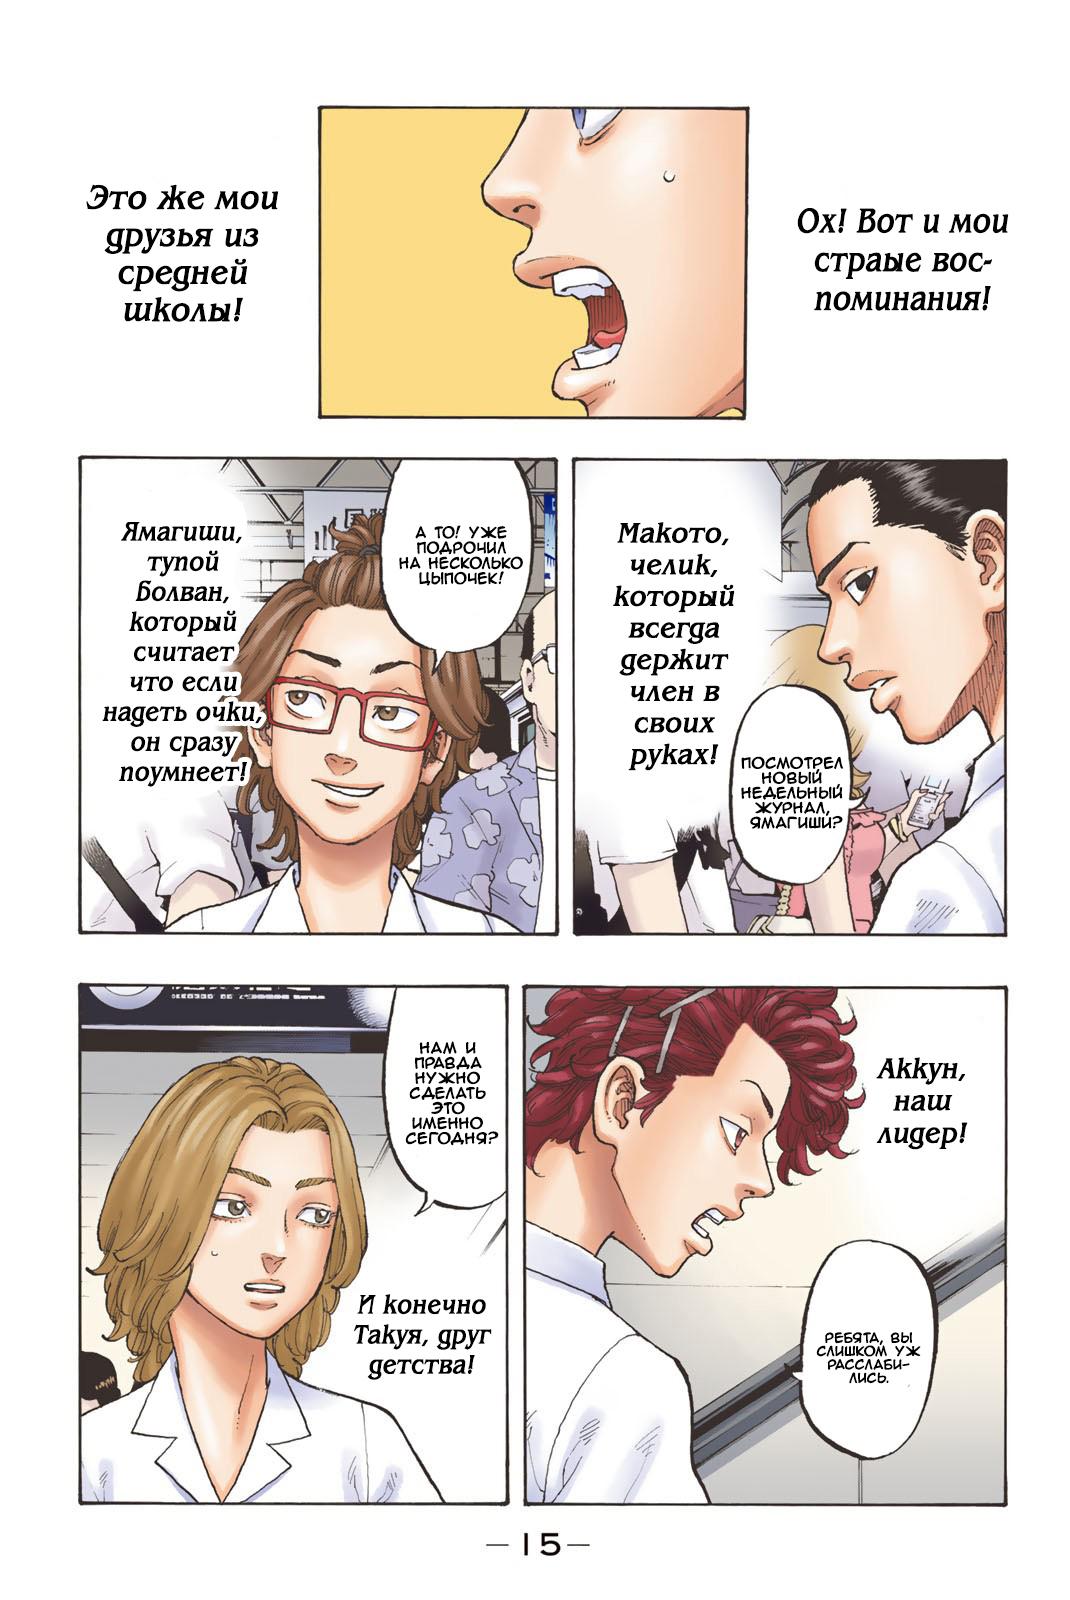 Ох! Вот и мои
страые вос-
поминания!
Это же мои
друзья из
средней
школы!
Макото,
челик,
который
всегда
держит
член в
своих
руках!
ПОСМОТРЕЛ
НОВЫЙ
НЕДЕЛЬНЫЙ
ЖУРНАЛ,
ЯМАГИШИ?
А ТО! УЖЕ
ПОДРОЧИЛ
НА НЕСКОЛЬКО
ЦЫПОЧЕК!
Ямагиши,
тупой
Болван,
который
считает
что если
надеть очки,
он сразу
поумнеет!
Аккун,
наш
лидер!
РЕБЯТА, ВЫ
СЛИШКОМ УЖ
РАССЛАБИ-
ЛИСЬ.
НАМ И
ПРАВДА
НУЖНО
СДЕЛАТЬ
ЭТО
ИМЕННО
СЕГОДНЯ?
И конечно
Такуя, друг
детства!
—15—